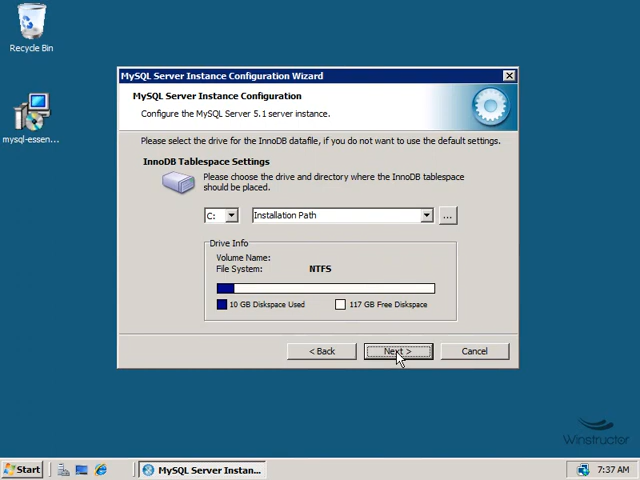 Recycle Bin
mysql-essen...
MySQL Server Instance Configuration Wizard
MySQL Server Instance Configuration
Configure the MySQL Server 5.1 server instance.
Please select the drive for the InnoDB datafile, if you do not want to use the default settings.
InnoDB Tablespace Settings
Please choose the drive and directory where the InnoDB tablespace
should be placed.
C: Installation Path ...
Drive Info
Volume Name:
File System: NTFS
10 GB Diskspace Used 117 GB Free Diskspace
< Back Next > Cancel
Winstructor
Start MySQL Server Instan... 7:37 AM